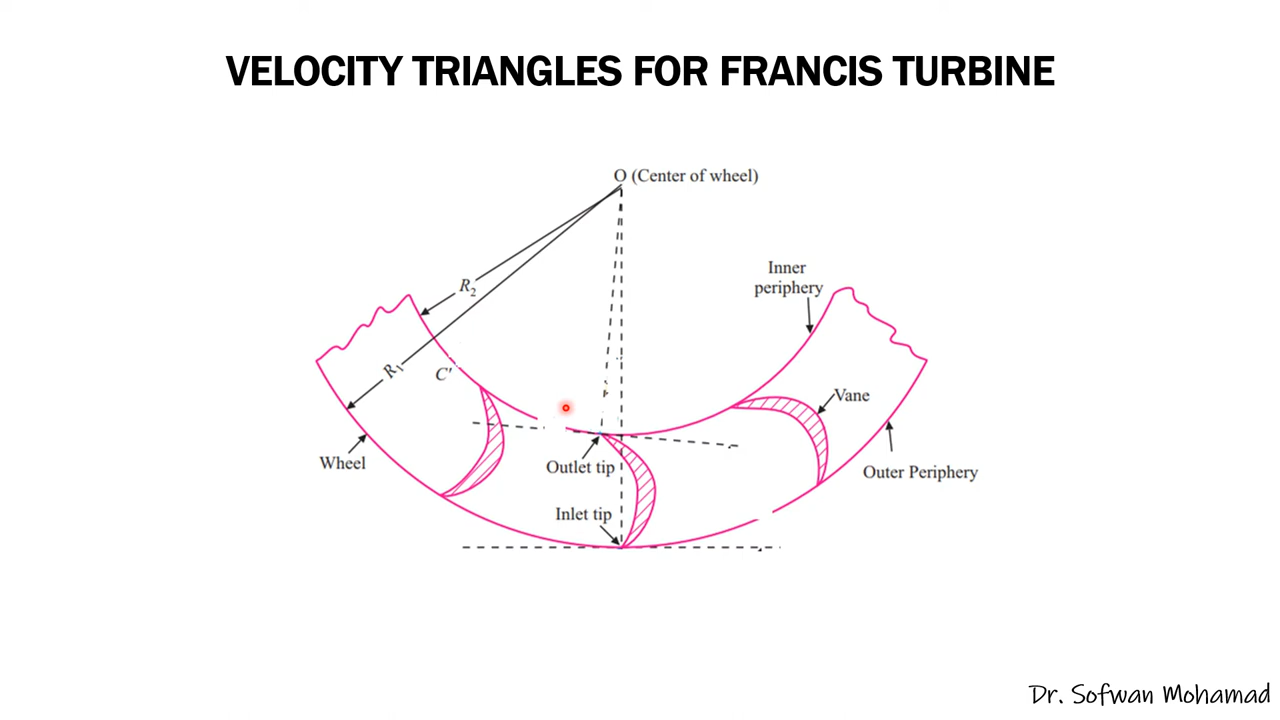 VELOCITY TRIANGLES FOR FRANCIS TURBINE
O (Center of wheel)
Inner
periphery
R2
R1
C'
Vane
Wheel
Outlet tip
Outer Periphery
Inlet tip
Dr. Sofwan Mohamad